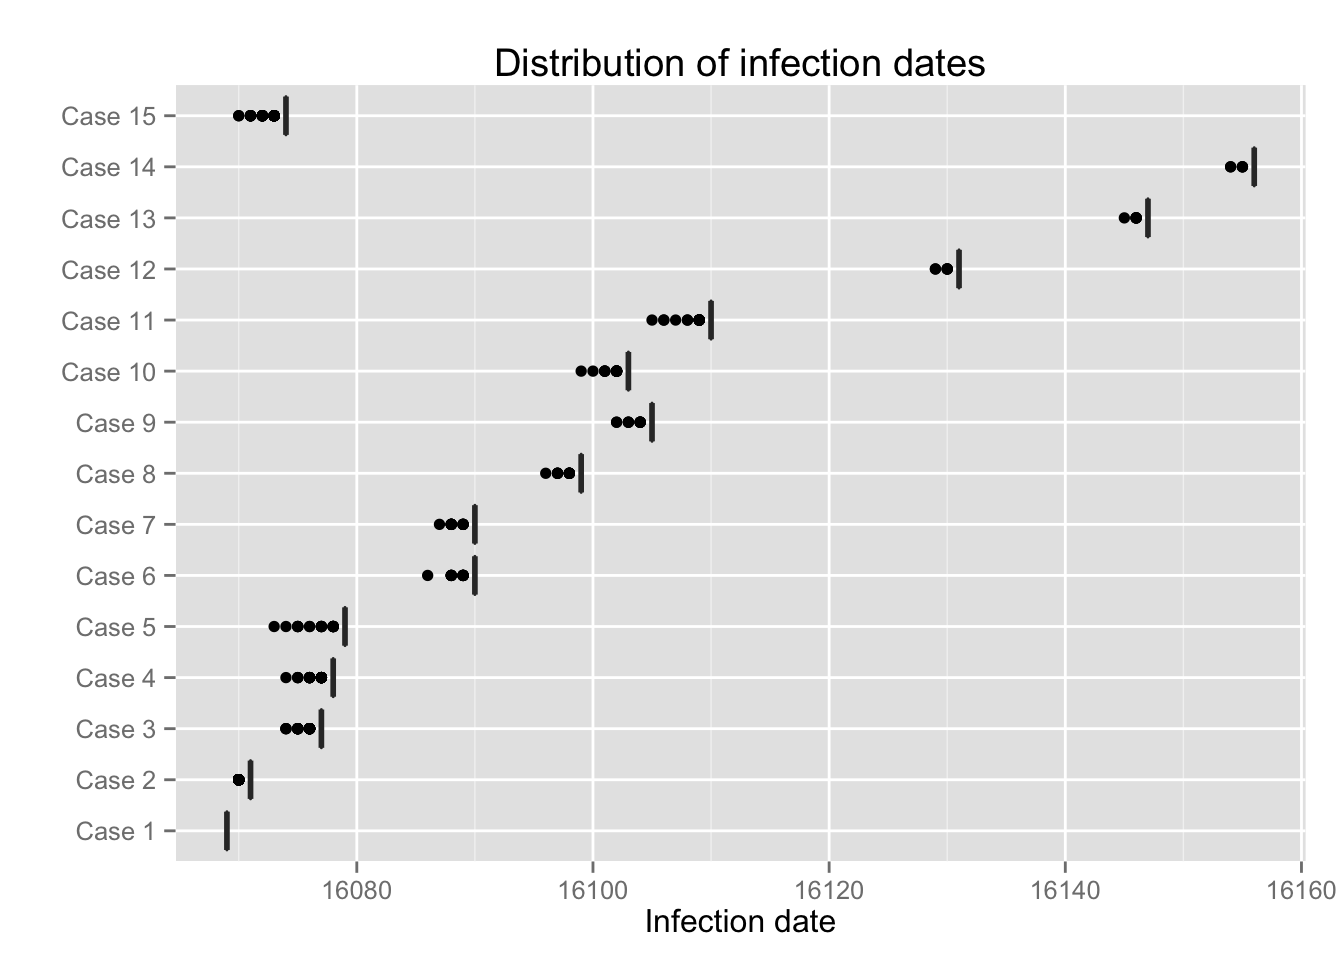 Distribution of infection dates
Case 15
Case 14
Case 13
Case 12
Case 11
Case 10
Case 9
Case 8
Case 7
Case 6
Case 5
Case 4
Case 3
Case 2
Case 1
16080 16100 16120 16140 16160
Infection date